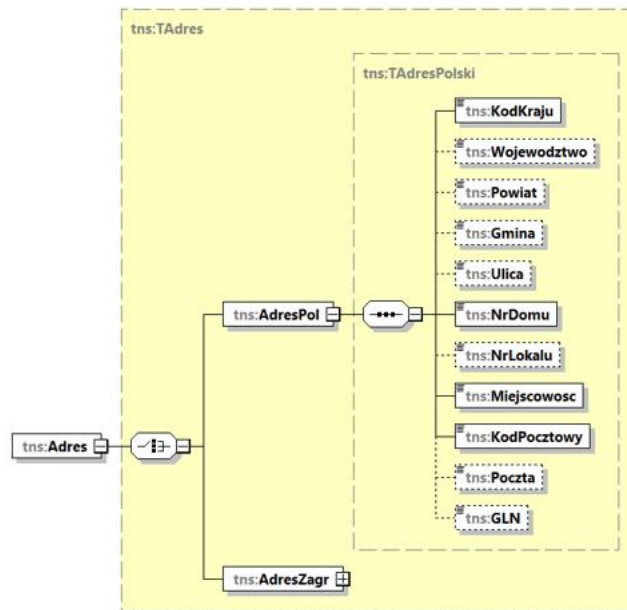 tns:TAdres
tns:TAdresPolski
tns:KodKraju
tns:Wojewodztwo
tns:Powiat
tns:Gmina
tns:Ulica
tns:AdresPol
tns:NrDomu
tns:NrLokalu
tns:Miejscowosc
tns:Adres
tns:KodPocztowy
tns:Poczta
tns:GLN
tns:AdresZagr